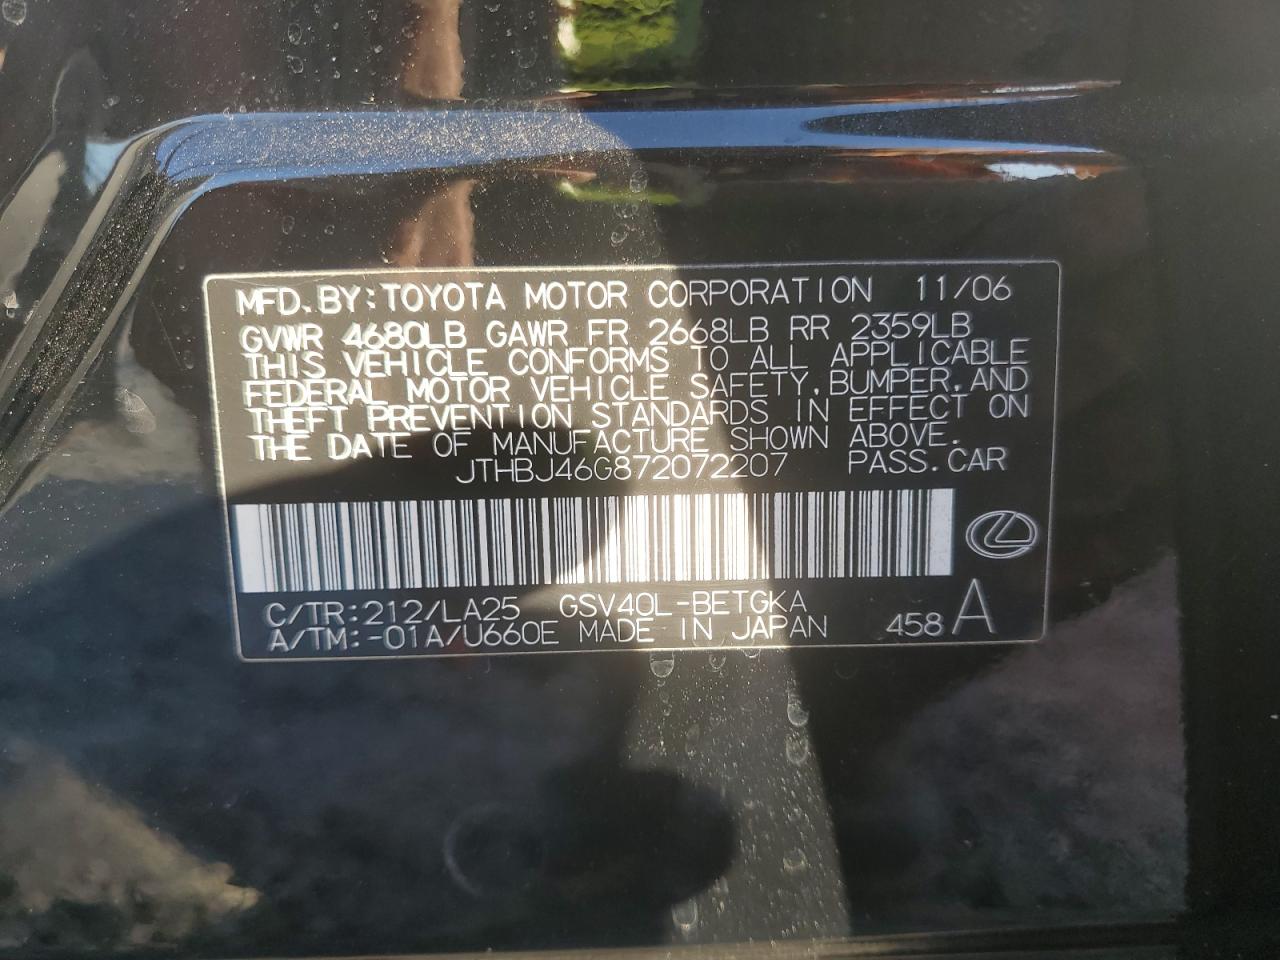 MFD. BY: TOYOTA MOTOR CORPORATION 11/06
GVWR 4680LB GAWR FR 2668LB RR 2359LB
THIS VEHICLE CONFORMS TO ALL APPLICABLE
FEDERAL MOTOR VEHICLE SAFETY, BUMPER, AND
THEFT PREVENTION STANDARDS IN EFFECT ON
THE DATE OF MANUFACTURE SHOWN ABOVE.
JTHBJ46G872072207 PASS. CAR
C/TR: 212/LA25 GSV40L-BETGKA
A/TM: -01A/U660E MADE IN JAPAN 458 A